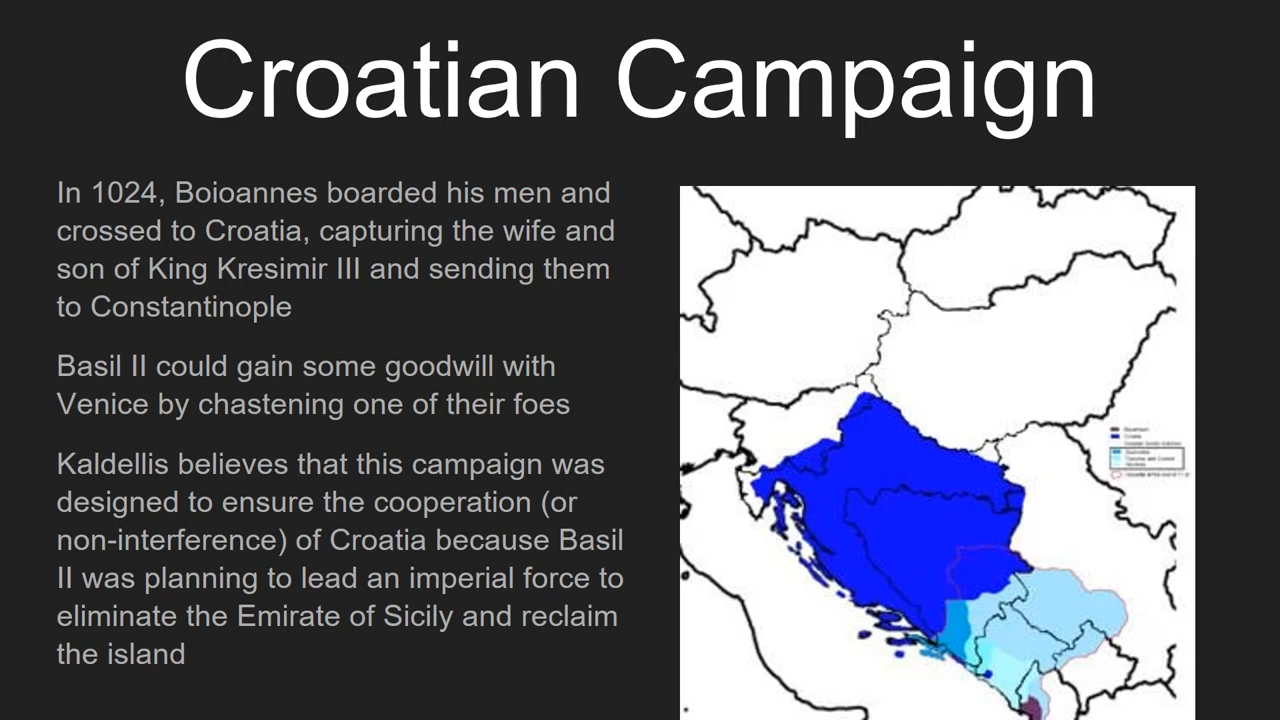 Croatian Campaign
In 1024, Boioannes boarded his men and
crossed to Croatia, capturing the wife and
son of King Kresimir III and sending them
to Constantinople
Basil II could gain some goodwill with
Venice by chastening one of their foes
Kaldellis believes that this campaign was
designed to ensure the cooperation (or
non-interference) of Croatia because Basil
II was planning to lead an imperial force to
eliminate the Emirate of Sicily and reclaim
the island
Croatia